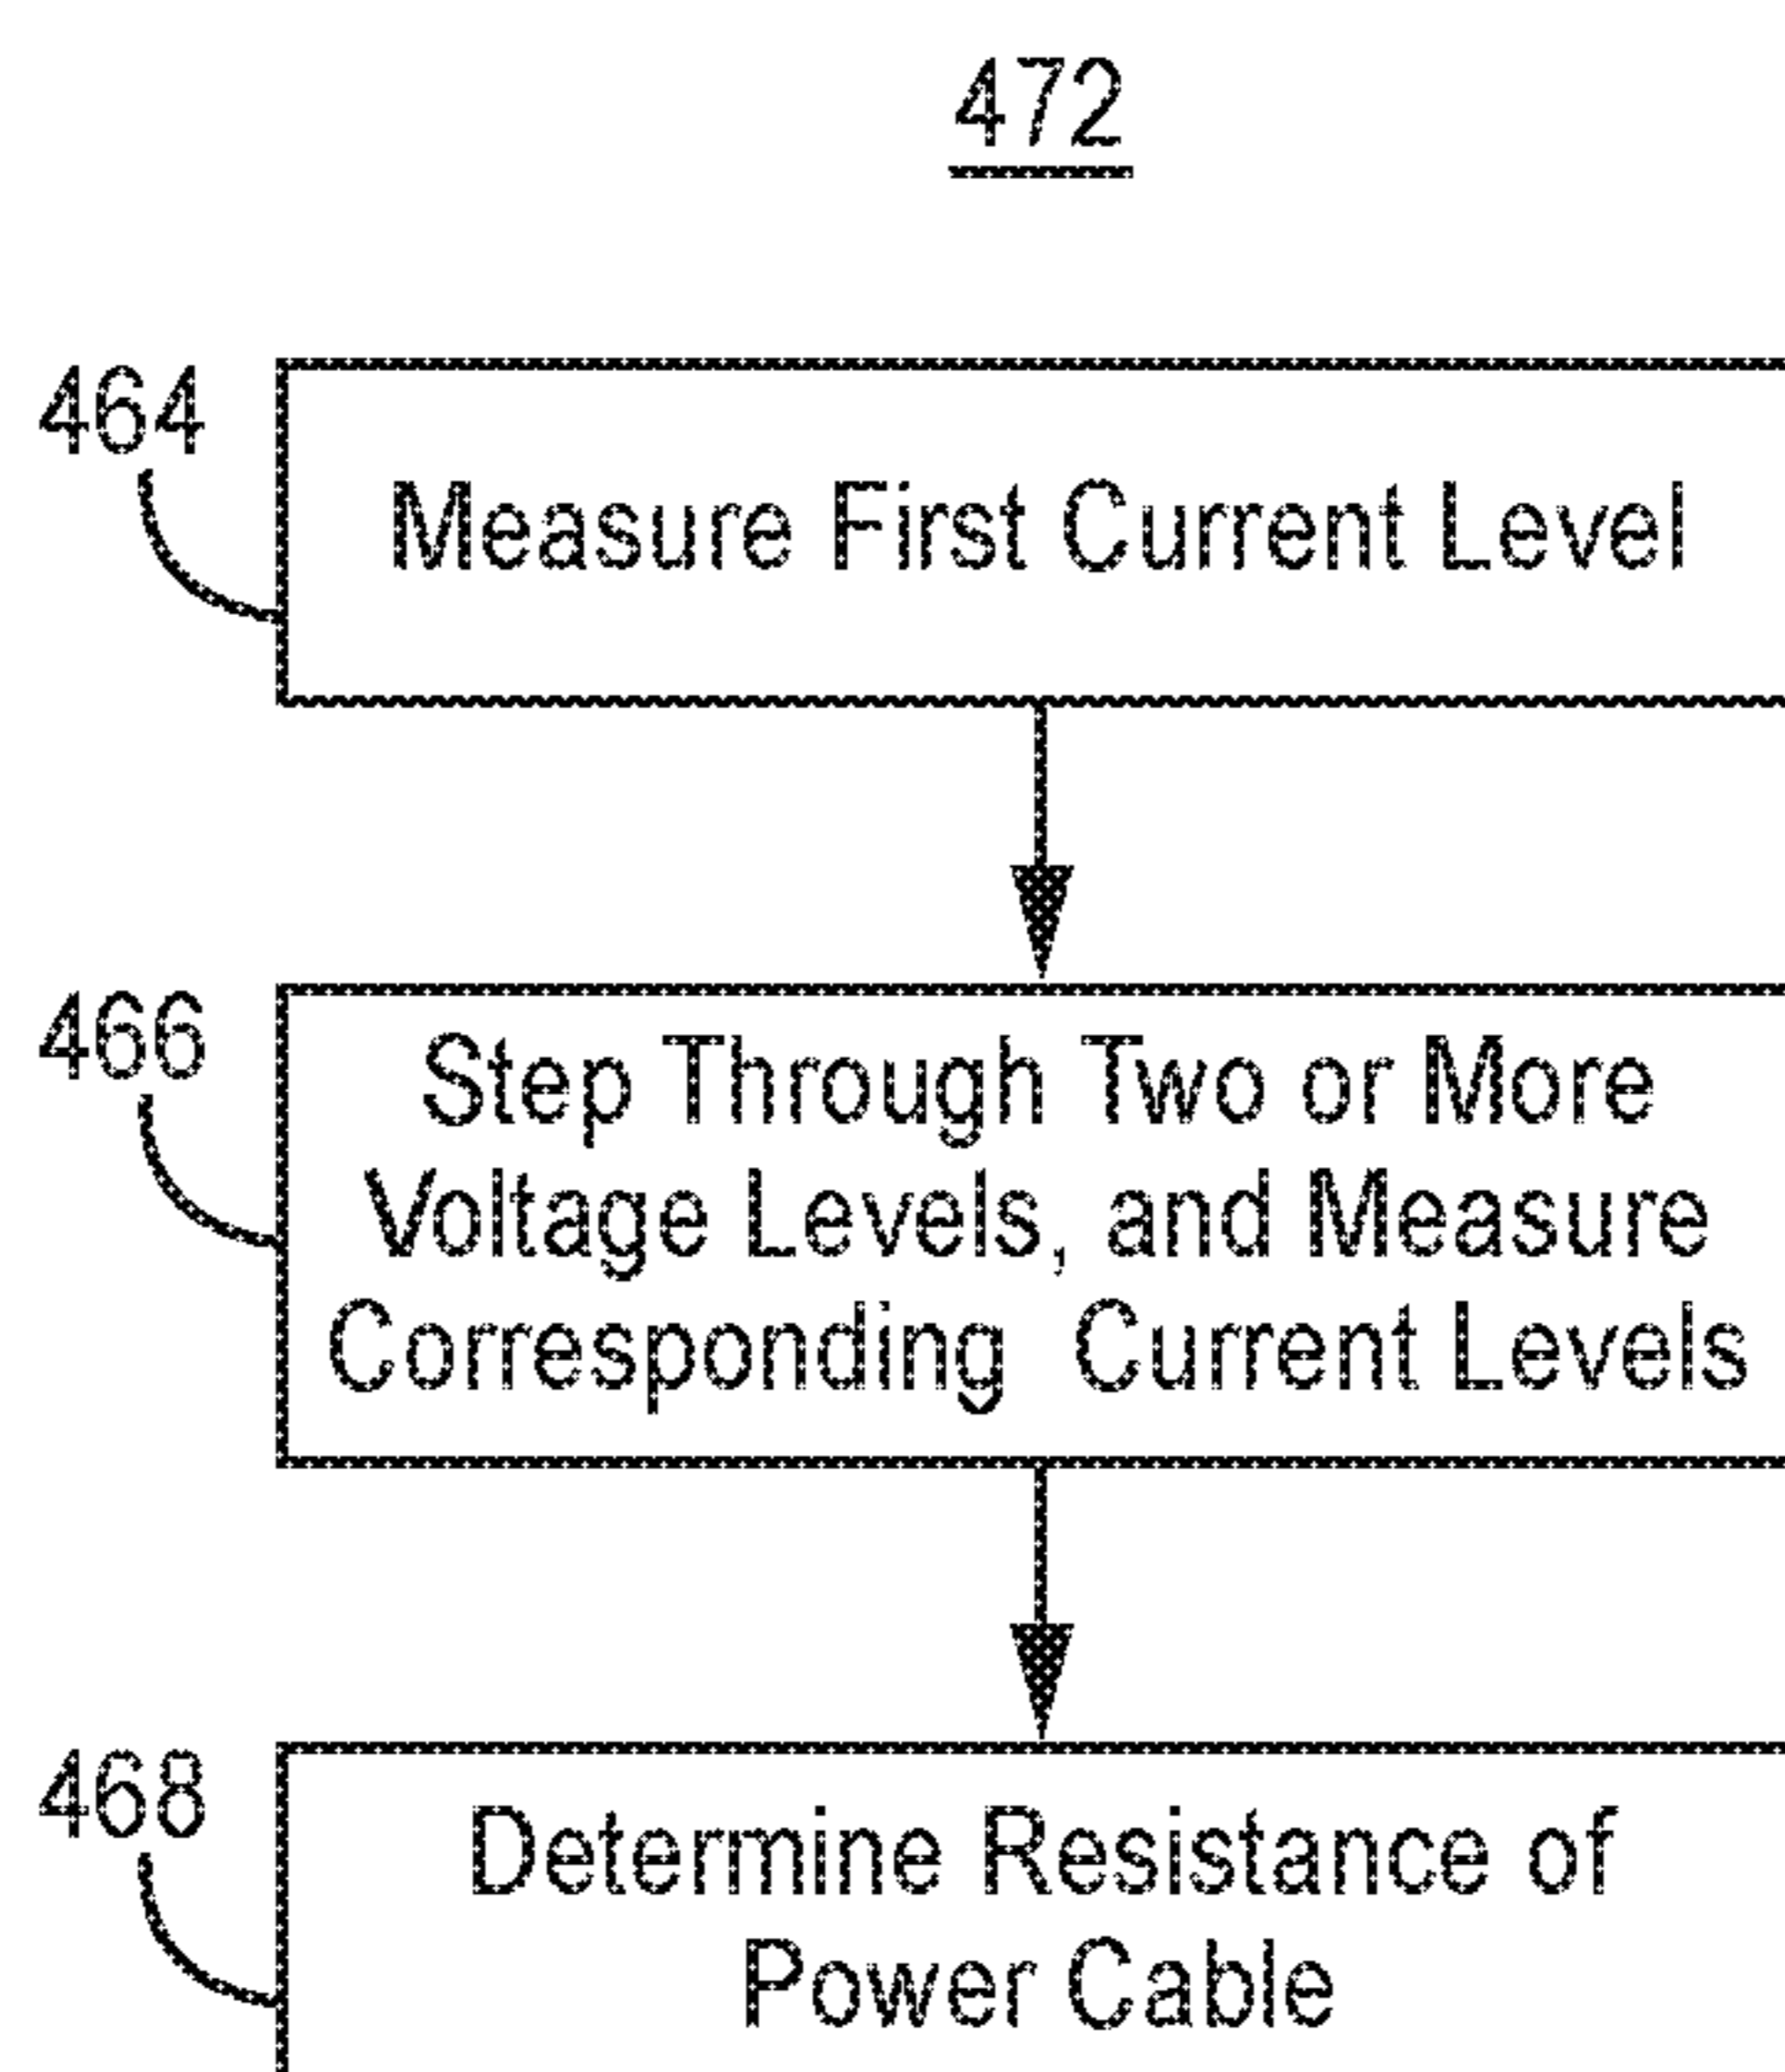 472
464
Measure First Current Level
466
Step Through Two or More
Voltage Levels, and Measure
Corresponding Current Levels
468
Determine Resistance of
Power Cable